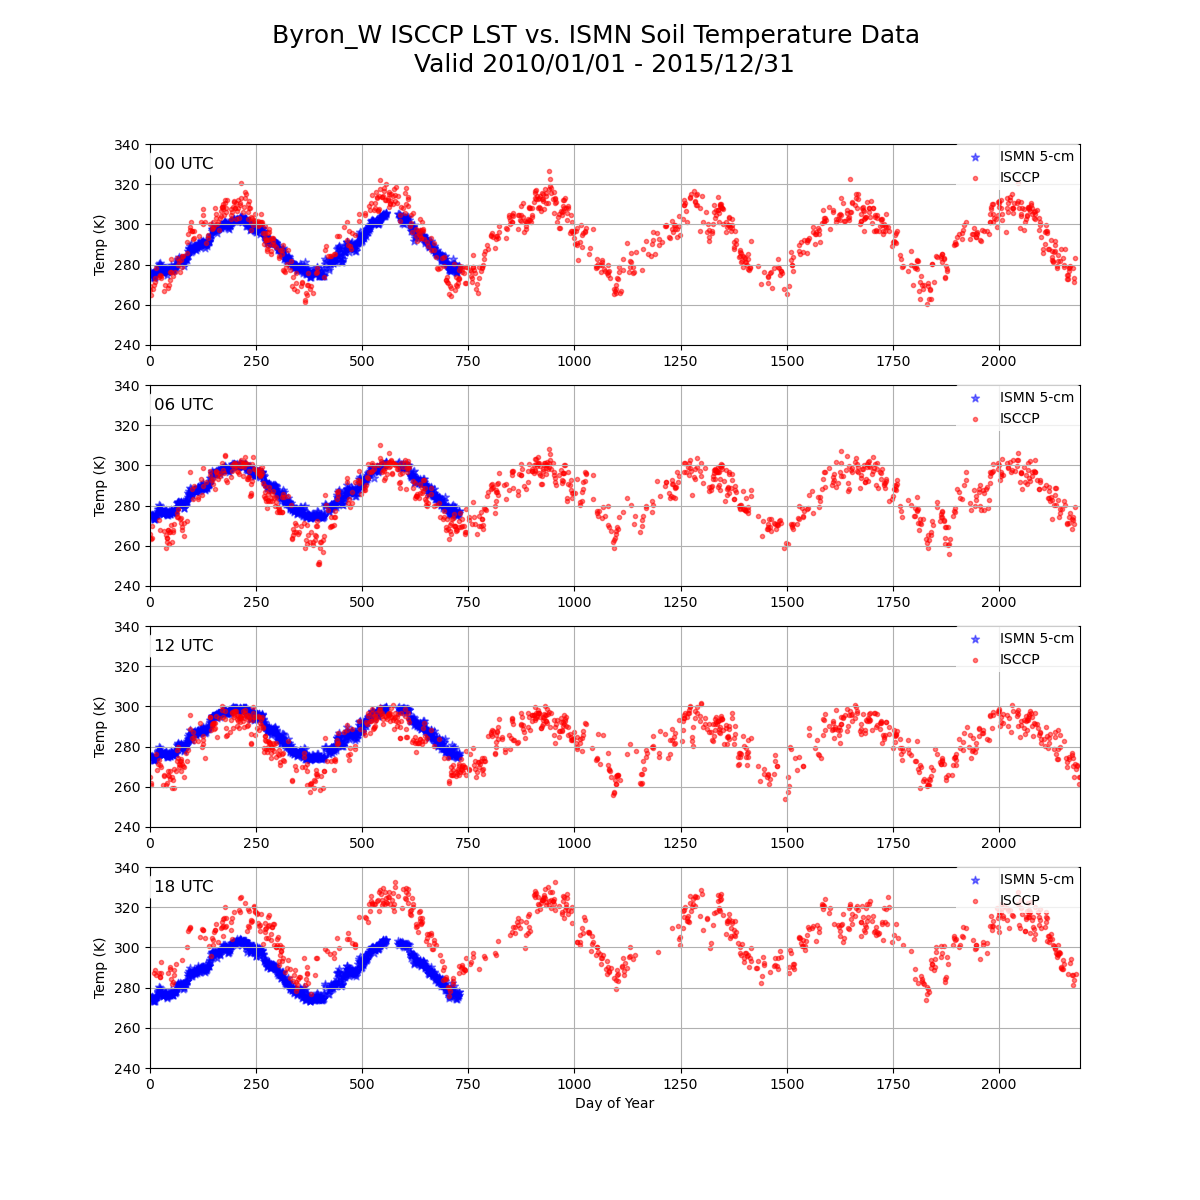 Byron_W ISCCP LST vs. ISMN Soil Temperature Data
Valid 2010/01/01 - 2015/12/31
340
320
300
280
260
240
Temp (K)
00 UTC
ISMN 5-cm
ISCCP
0 250 500 750 1000 1250 1500 1750 2000
340
320
300
280
260
240
Temp (K)
06 UTC
ISMN 5-cm
ISCCP
0 250 500 750 1000 1250 1500 1750 2000
340
320
300
280
260
240
Temp (K)
12 UTC
ISMN 5-cm
ISCCP
0 250 500 750 1000 1250 1500 1750 2000
340
320
300
280
260
240
Temp (K)
18 UTC
ISMN 5-cm
ISCCP
0 250 500 750 1000 1250 1500 1750 2000
Day of Year